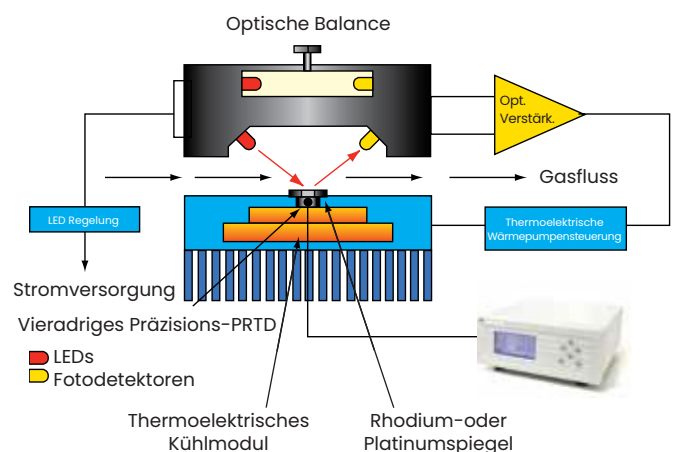 Optische Balance
Opt.
Verstärk.
Gasfluss
LED Regelung
Thermoelektrische
Wärmepumpensteuerung
Stromversorgung
Vieradriges Präzisions-PRTD
LEDs
Fotodetektoren
Thermoelektrisches
Kühlmodul
Rhodium-oder
Platinumspiegel